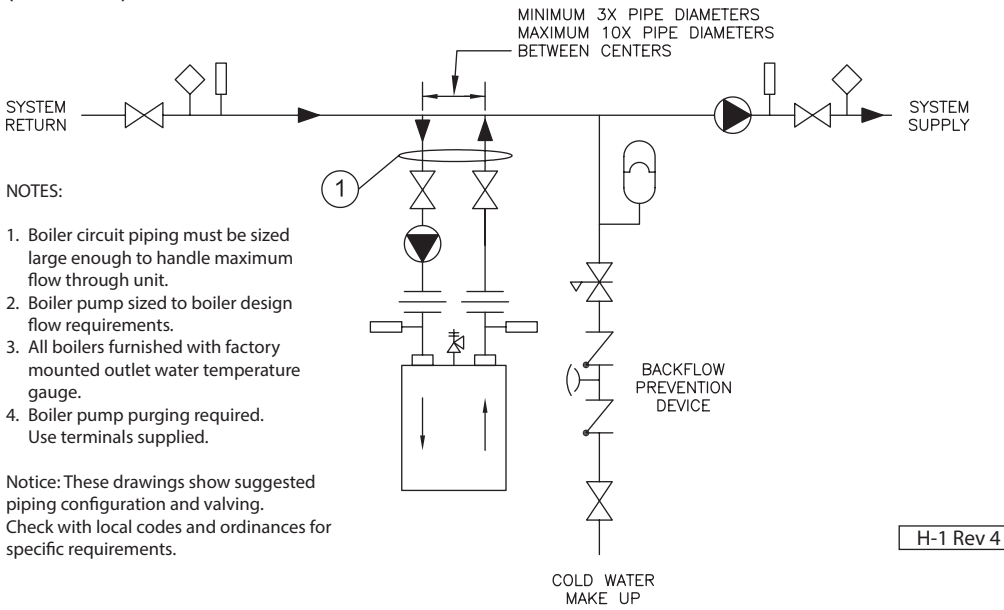 MINIMUM 3X PIPE DIAMETERS
MAXIMUM 10X PIPE DIAMETERS
BETWEEN CENTERS
SYSTEM
RETURN
SYSTEM
SUPPLY
1
NOTES:
1. Boiler circuit piping must be sized
large enough to handle maximum
flow through unit.
2. Boiler pump sized to boiler design
flow requirements.
3. All boilers furnished with factory
mounted outlet water temperature
gauge.
4. Boiler pump purging required.
Use terminals supplied.
Notice: These drawings show suggested
piping configuration and valving.
Check with local codes and ordinances for
specific requirements.
BACKFLOW
PREVENTION
DEVICE
COLD WATER
MAKE UP
H-1 Rev 4